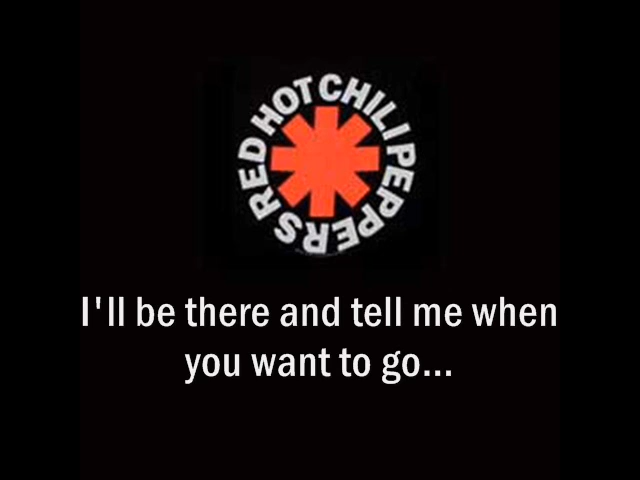 RED HOT CHILI PEPPERS
I'll be there and tell me when
you want to go...